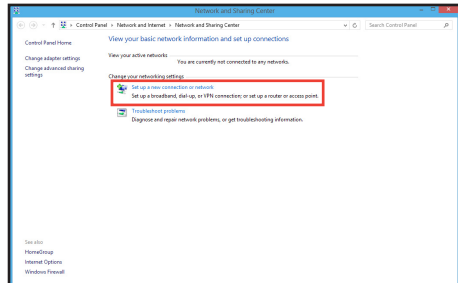 Network and Sharing Center
Control Panel Network and Internet Network and Sharing Center
Search Control Panel
Control Panel Home
Change adapter settings
Change advanced sharing
settings
View your basic network information and set up connections
View your active networks
You are currently not connected to any networks.
Change your networking settings
Set up a new connection or network
Set up a broadband, dial-up, or VPN connection; or set up a router or access point.
Troubleshoot problems
Diagnose and repair network problems, or get troubleshooting information.
See also
HomeGroup
Internet Options
Windows Firewall